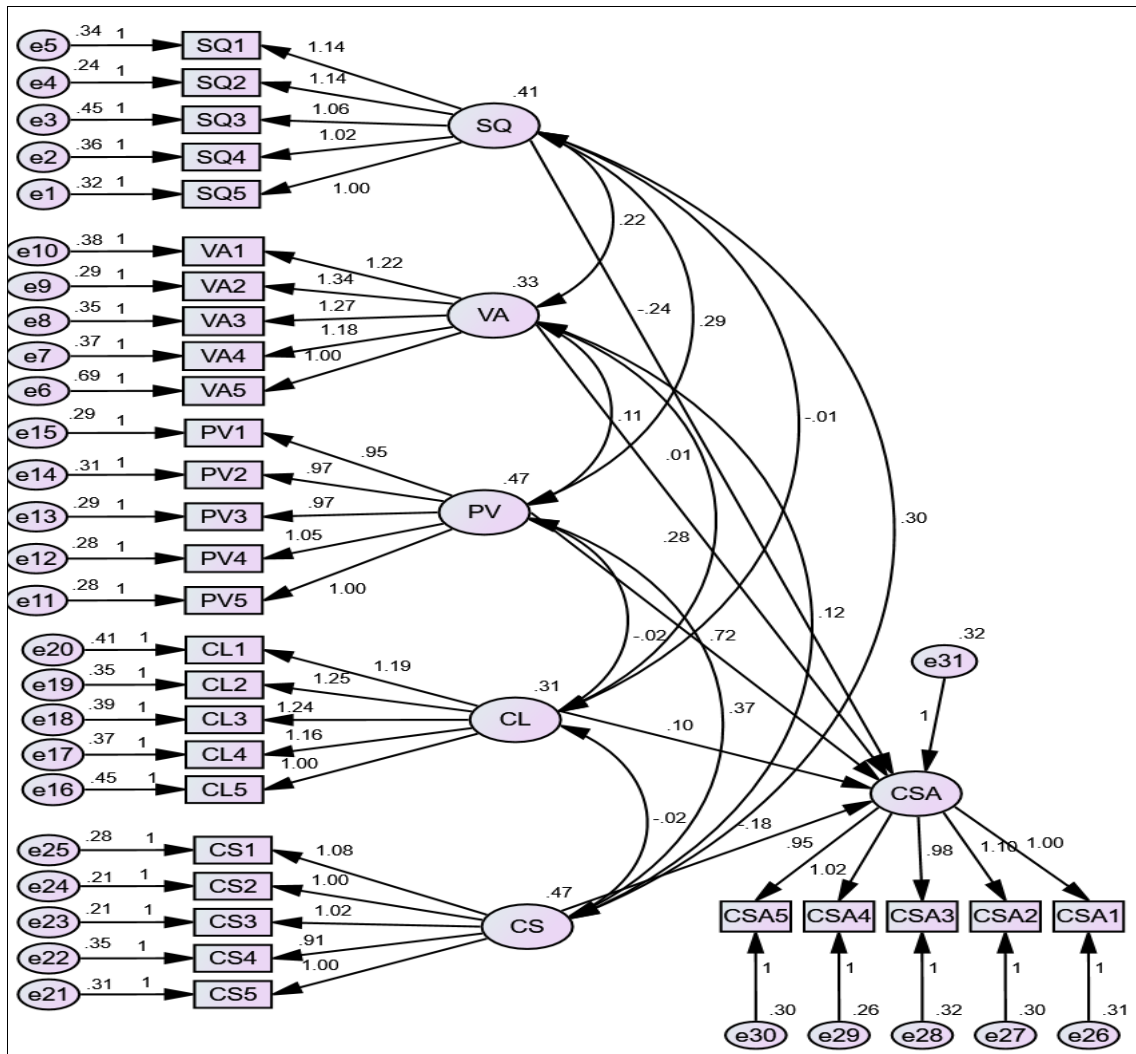 e5 .34 1 SQ1 1.14
e4 .24 1 SQ2 1.14
e3 .45 1 SQ3 1.06
e2 .36 1 SQ4 1.02
e1 .32 1 SQ5 1.00
.41
SQ
e10 .38 1 VA1 1.22
e9 .29 1 VA2 1.34
e8 .35 1 VA3 1.27
e7 .37 1 VA4 1.18
e6 .69 1 VA5 1.00
.33
VA
e15 .29 1 PV1 .95
e14 .31 1 PV2 .97
e13 .29 1 PV3 .97
e12 .28 1 PV4 1.05
e11 .28 1 PV5 1.00
.47
PV
e20 .41 1 CL1 1.19
e19 .35 1 CL2 1.25
e18 .39 1 CL3 1.24
e17 .37 1 CL4 1.16
e16 .45 1 CL5 1.00
.31
CL
e25 .28 1 CS1 1.08
e24 .21 1 CS2 1.00
e23 .21 1 CS3 1.02
e22 .35 1 CS4 .91
e21 .31 1 CS5 1.00
.47
CS
.22
-.24 .29
.11 -.01
.01
.30
.28
.12
-.02 .72
.37
.10
-.02 -.18
.32
e31
1
CSA
.95 1.02 .98 1.10 1.00
CSA5 CSA4 CSA3 CSA2 CSA1
1 1 1 1 1
.30 .26 .32 .30 .31
e30 e29 e28 e27 e26